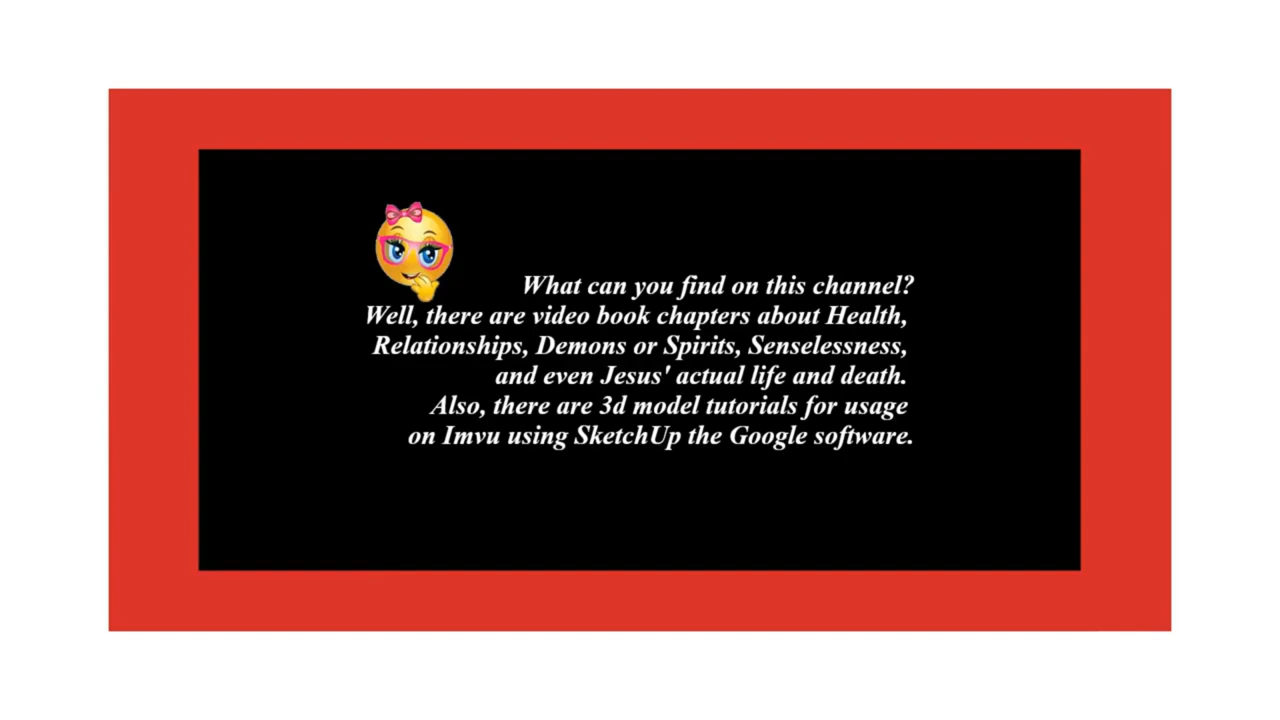 What can you find on this channel?
Well, there are video book chapters about Health,
Relationships, Demons or Spirits, Senselessness,
and even Jesus' actual life and death.
Also, there are 3d model tutorials for usage
on Imvu using SketchUp the Google software.